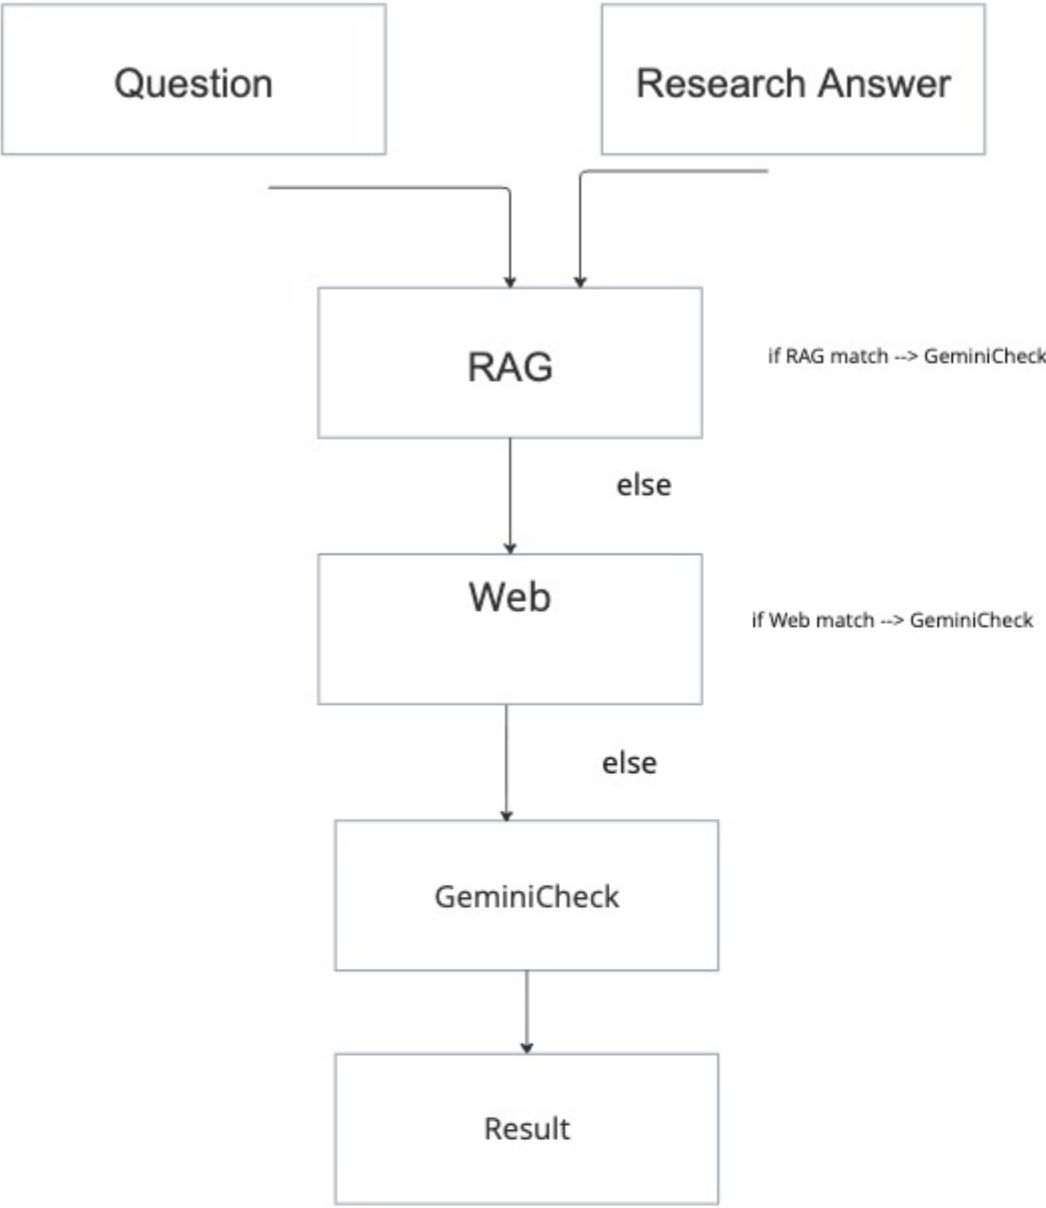 Question
Research Answer
RAG
if RAG match --> GeminiCheck
else
Web
if Web match --> GeminiCheck
else
GeminiCheck
Result